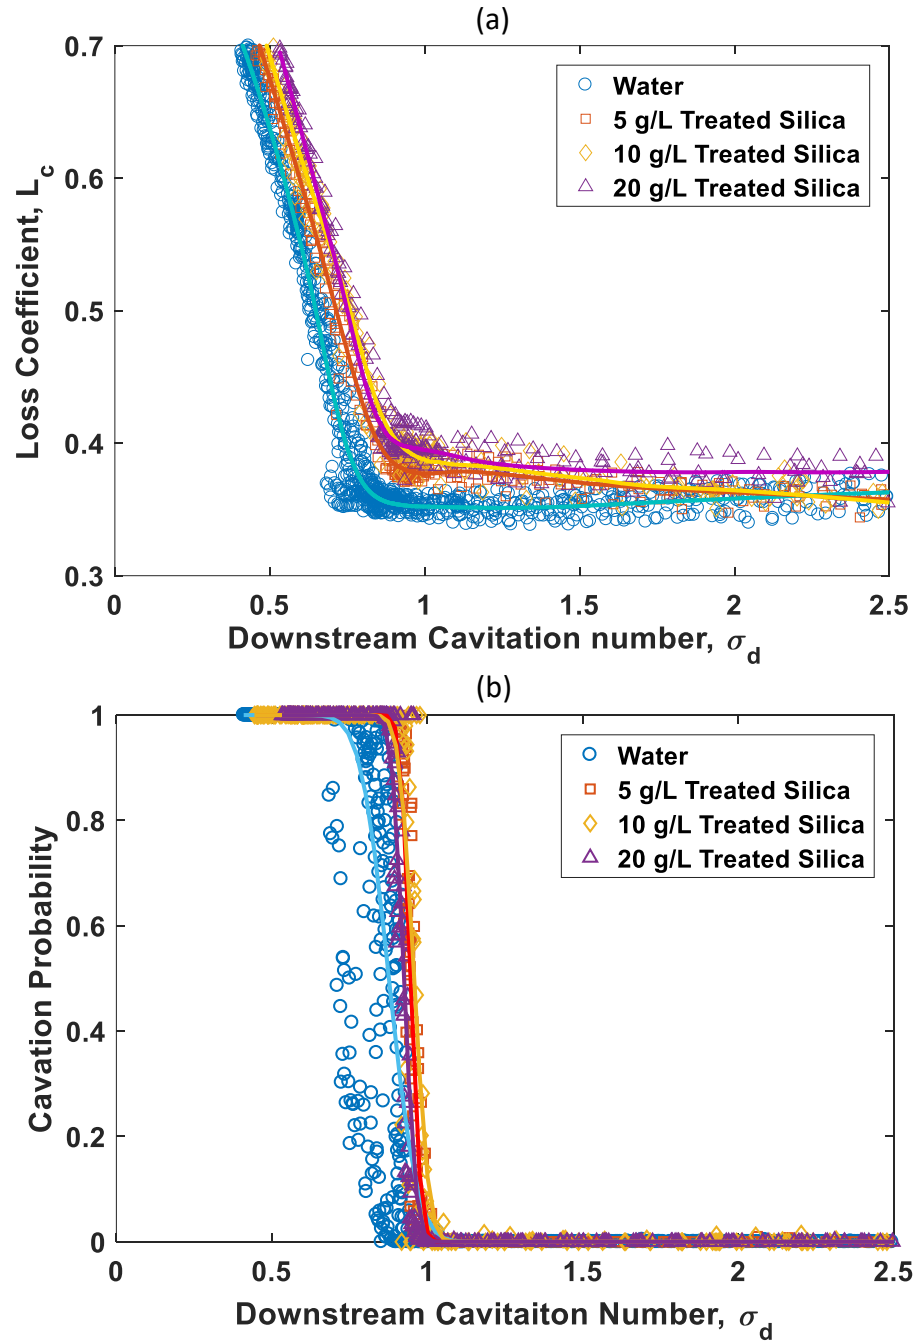 (a)
0.7
0.6
0.5
0.4
0.3
Loss Coefficient, L_c
Water
5 g/L Treated Silica
10 g/L Treated Silica
20 g/L Treated Silica
0 0.5 1 1.5 2 2.5
Downstream Cavitation number, σ_d
(b)
1
0.8
0.6
0.4
0.2
0
Cavation Probability
Water
5 g/L Treated Silica
10 g/L Treated Silica
20 g/L Treated Silica
0 0.5 1 1.5 2 2.5
Downstream Cavitaiton Number, σ_d